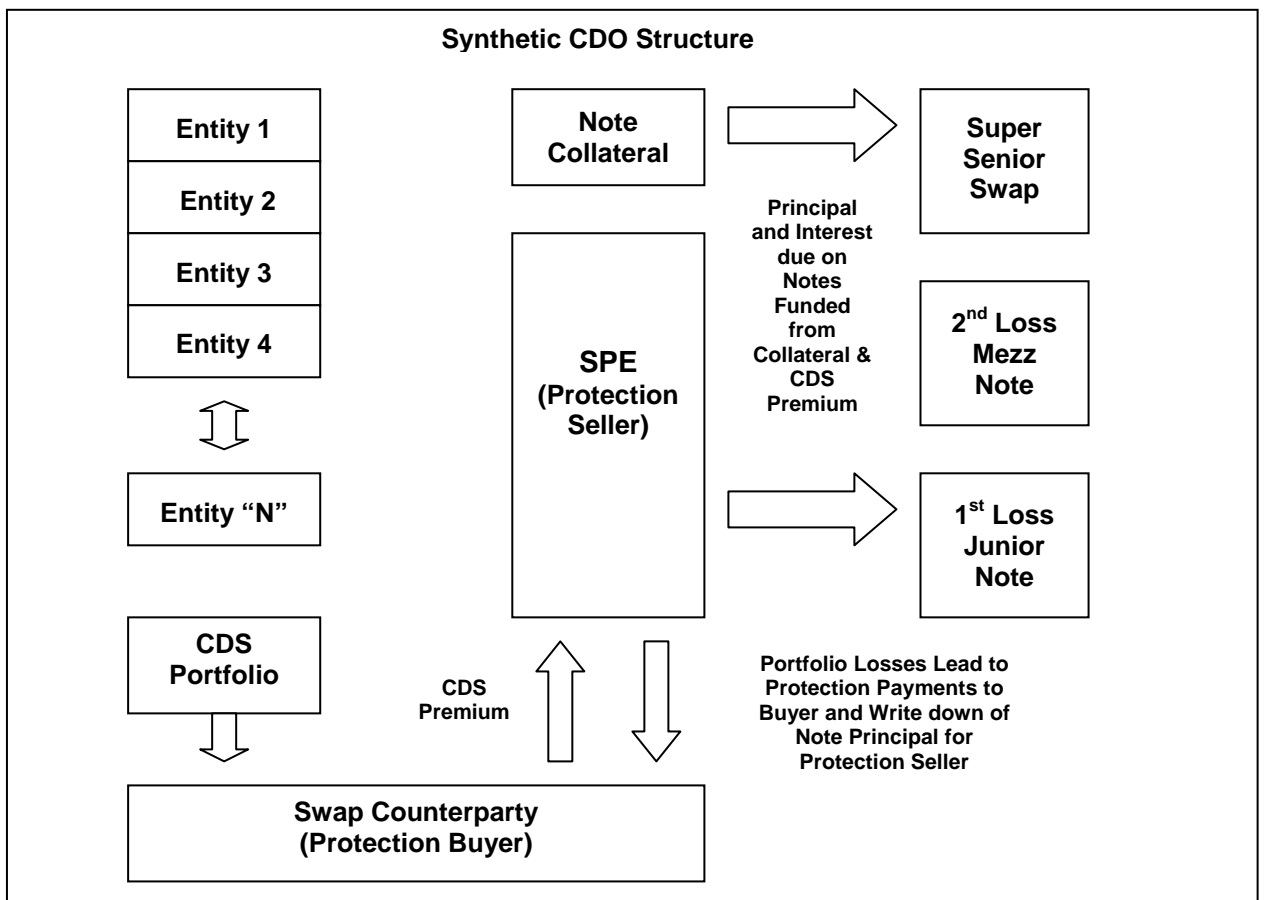 Synthetic CDO Structure
Entity 1
Entity 2
Entity 3
Entity 4
Entity “N”
CDS
Portfolio
Note
Collateral
SPE
(Protection
Seller)
CDS
Premium
Swap Counterparty
(Protection Buyer)
Principal
and Interest
due on
Notes
Funded
from
Collateral &
CDS
Premium
Super
Senior
Swap
2nd Loss
Mezz
Note
1st Loss
Junior
Note
Portfolio Losses Lead to
Protection Payments to
Buyer and Write down of
Note Principal for
Protection Seller